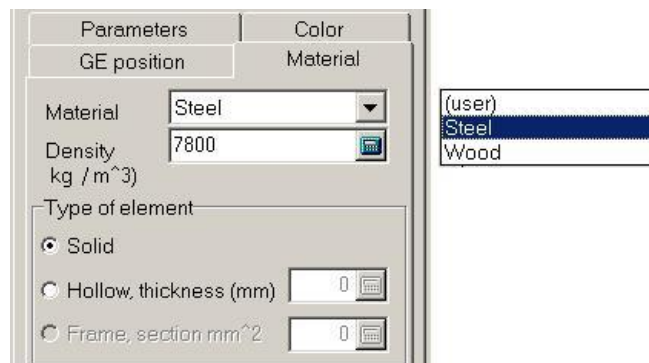 Parameters
Color
GE position
Material
Material
Steel
Density
kg / m^3)
7800
Type of element
Solid
Hollow, thickness (mm)
0
Frame, section mm^2
0
(user)
Steel
Wood